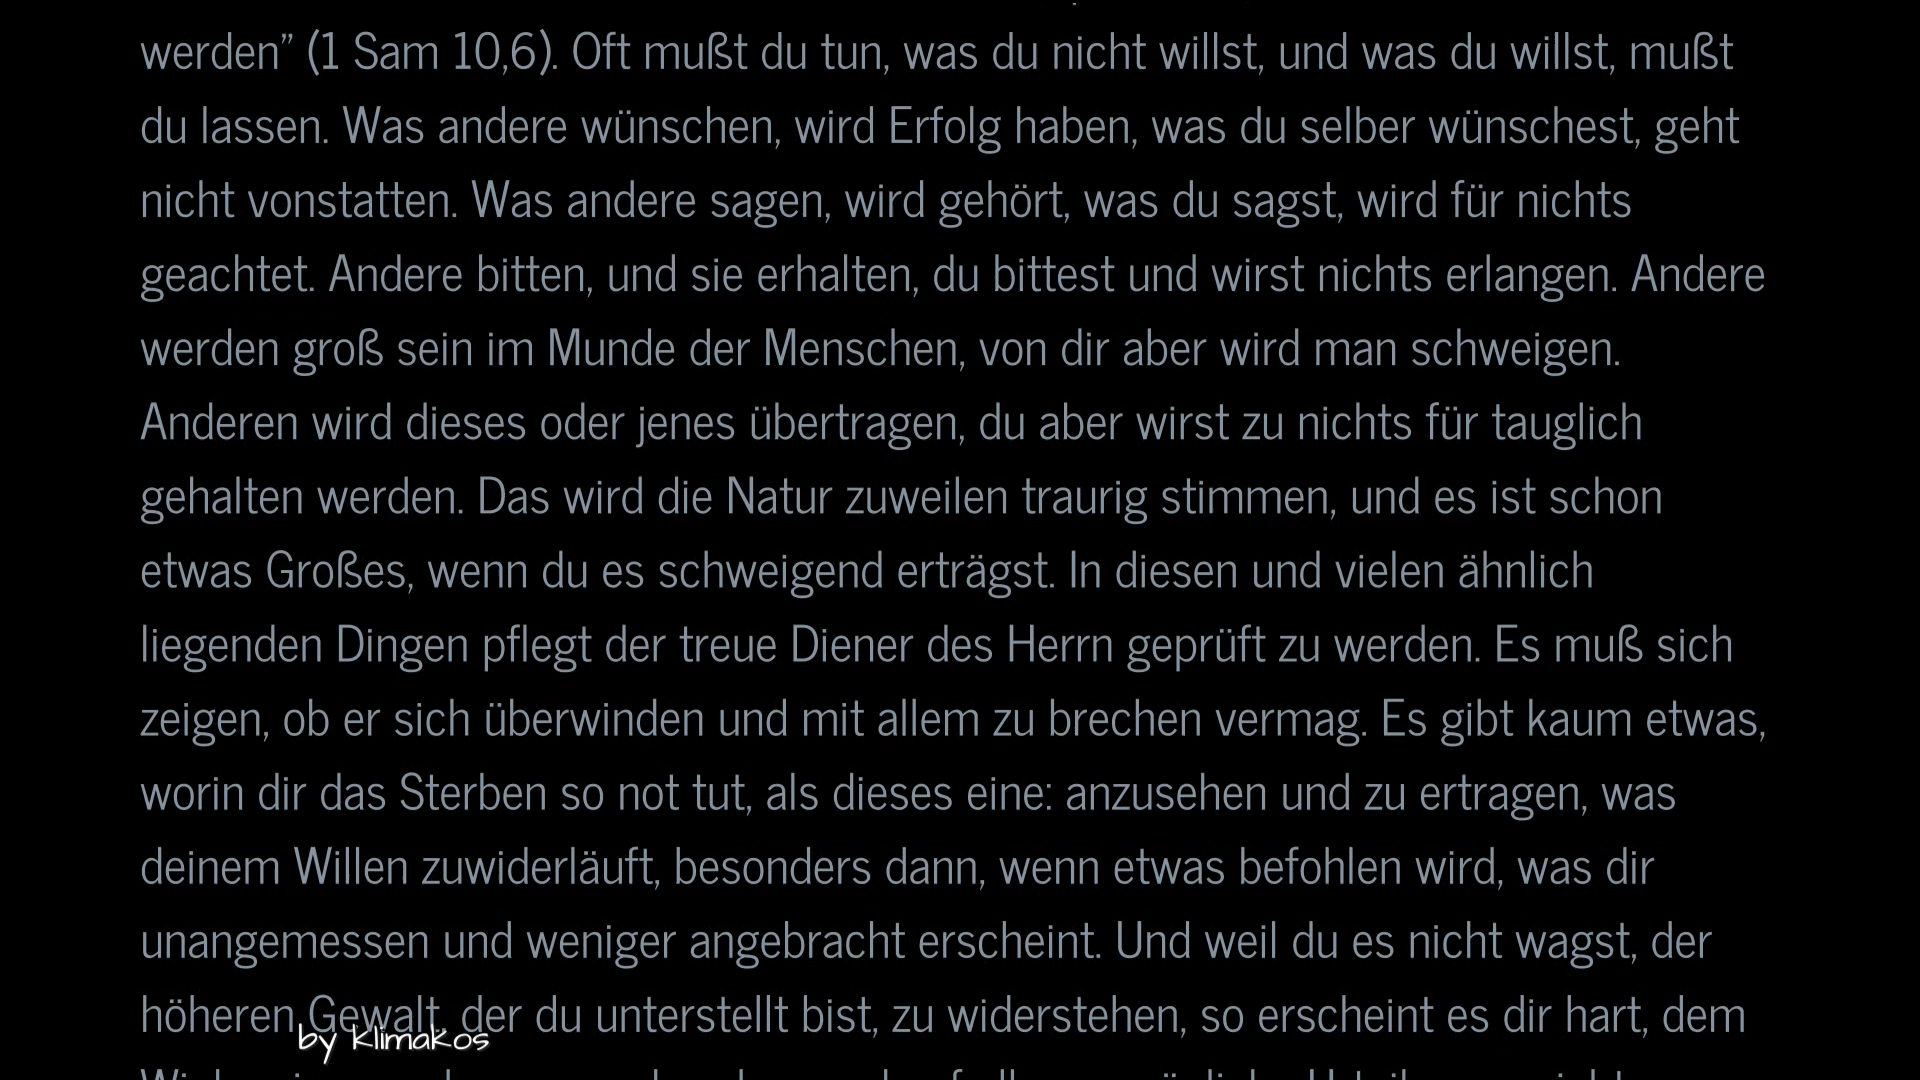 werden” (1 Sam 10,6). Oft mußt du tun, was du nicht willst, und was du willst, mußt
du lassen. Was andere wünschen, wird Erfolg haben, was du selber wünschest, geht
nicht vonstatten. Was andere sagen, wird gehört, was du sagst, wird für nichts
geachtet. Andere bitten, und sie erhalten, du bittest und wirst nichts erlangen. Andere
werden groß sein im Munde der Menschen, von dir aber wird man schweigen.
Anderen wird dieses oder jenes übertragen, du aber wirst zu nichts für tauglich
gehalten werden. Das wird die Natur zuweilen traurig stimmen, und es ist schon
etwas Großes, wenn du es schweigend erträgst. In diesen und vielen ähnlich
liegenden Dingen pflegt der treue Diener des Herrn geprüft zu werden. Es muß sich
zeigen, ob er sich überwinden und mit allem zu brechen vermag. Es gibt kaum etwas,
worin dir das Sterben so not tut, als dieses eine: anzusehen und zu ertragen, was
deinem Willen zuwiderläuft, besonders dann, wenn etwas befohlen wird, was dir
unangemessen und weniger angebracht erscheint. Und weil du es nicht wagst, der
höheren Gewalt, der du unterstellt bist, zu widerstehen, so erscheint es dir hart, dem
by klimakos